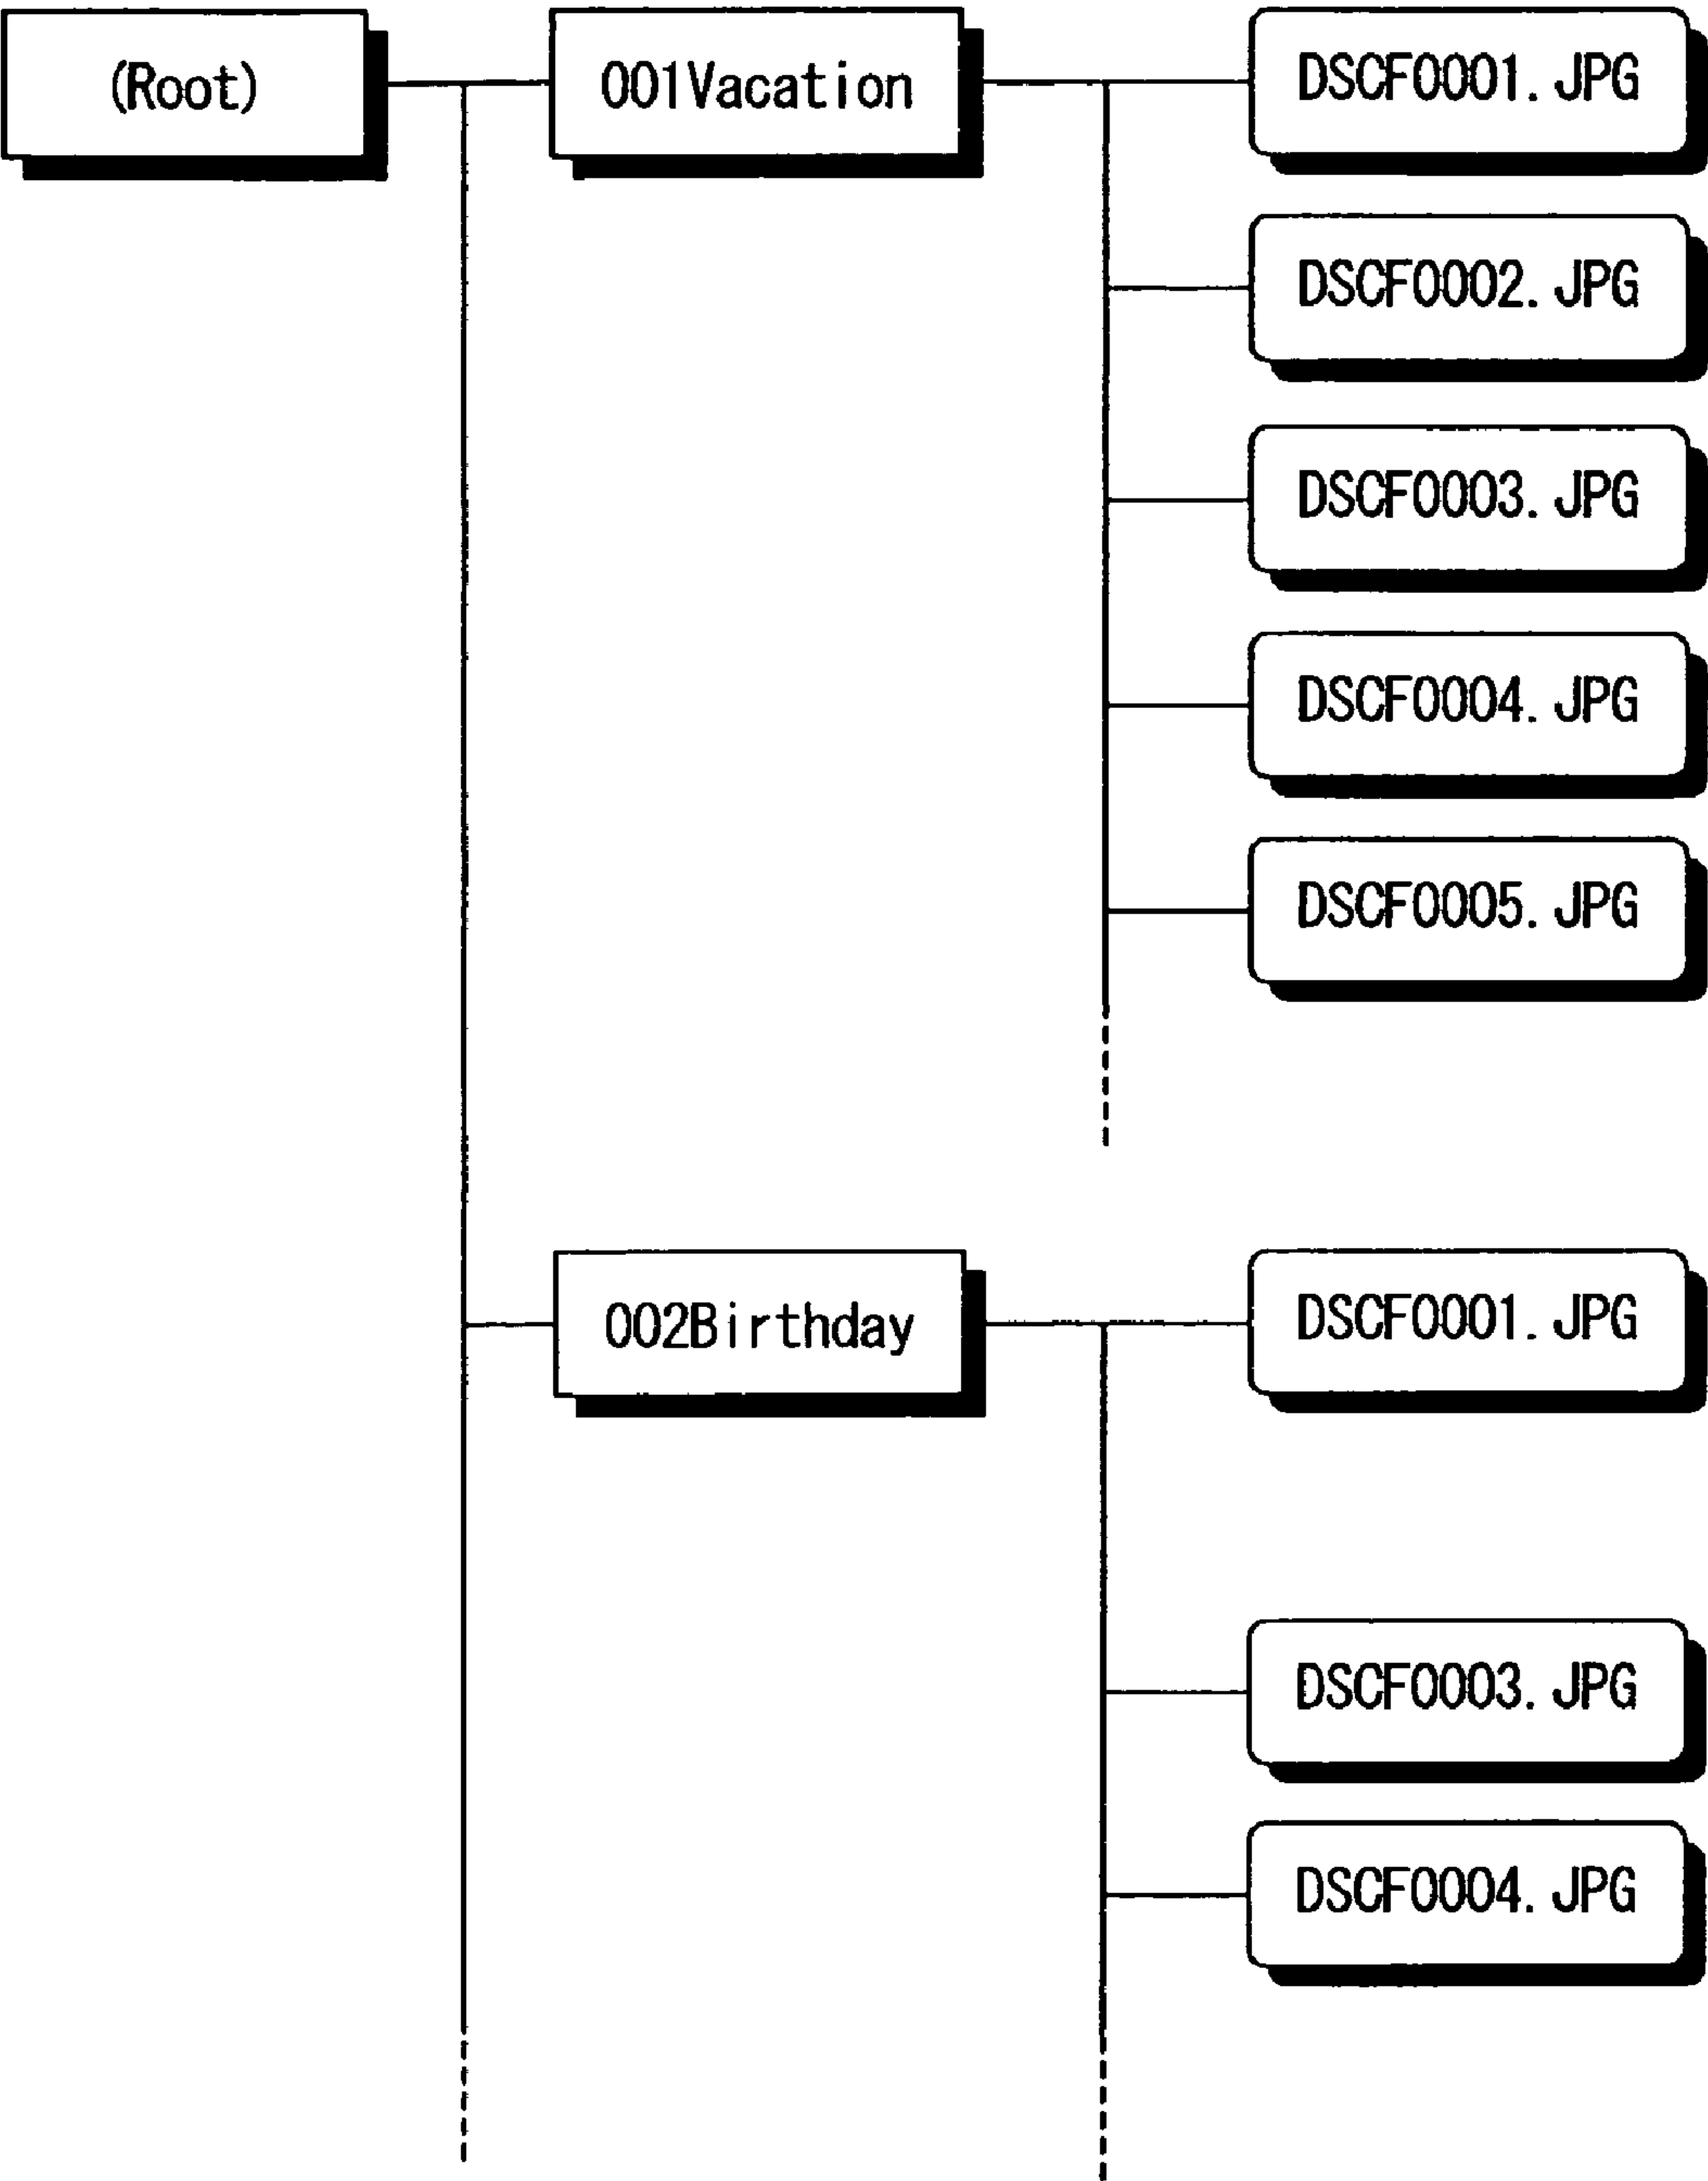 (Root)
001Vacation
DSCF0001. JPG
DSCF0002. JPG
DSCF0003. JPG
DSCF0004. JPG
DSCF0005. JPG
002Birthday
DSCF0001. JPG
DSCF0003. JPG
DSCF0004. JPG